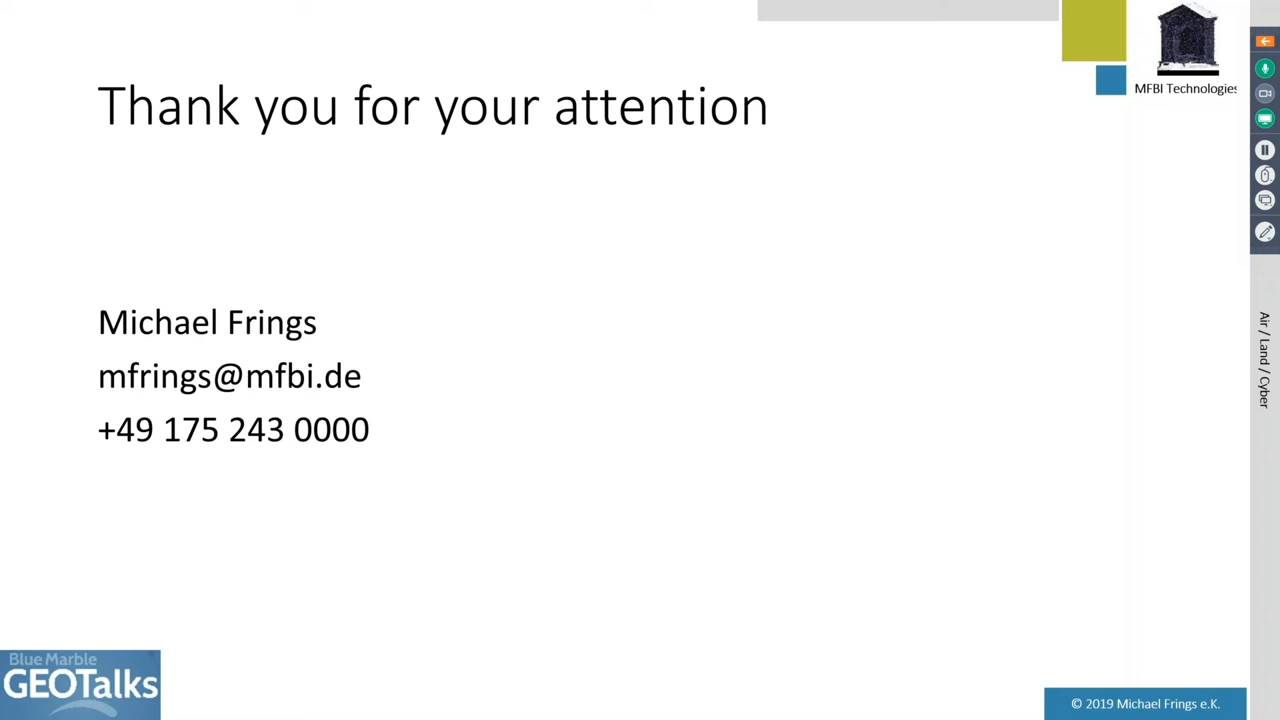 MFBI Technologies
Thank you for your attention
Michael Frings
mfrings@mfbi.de
+49 175 243 0000
Air / Land / Cyber
Blue Marble
GEOTalks
© 2019 Michael Frings e.K.